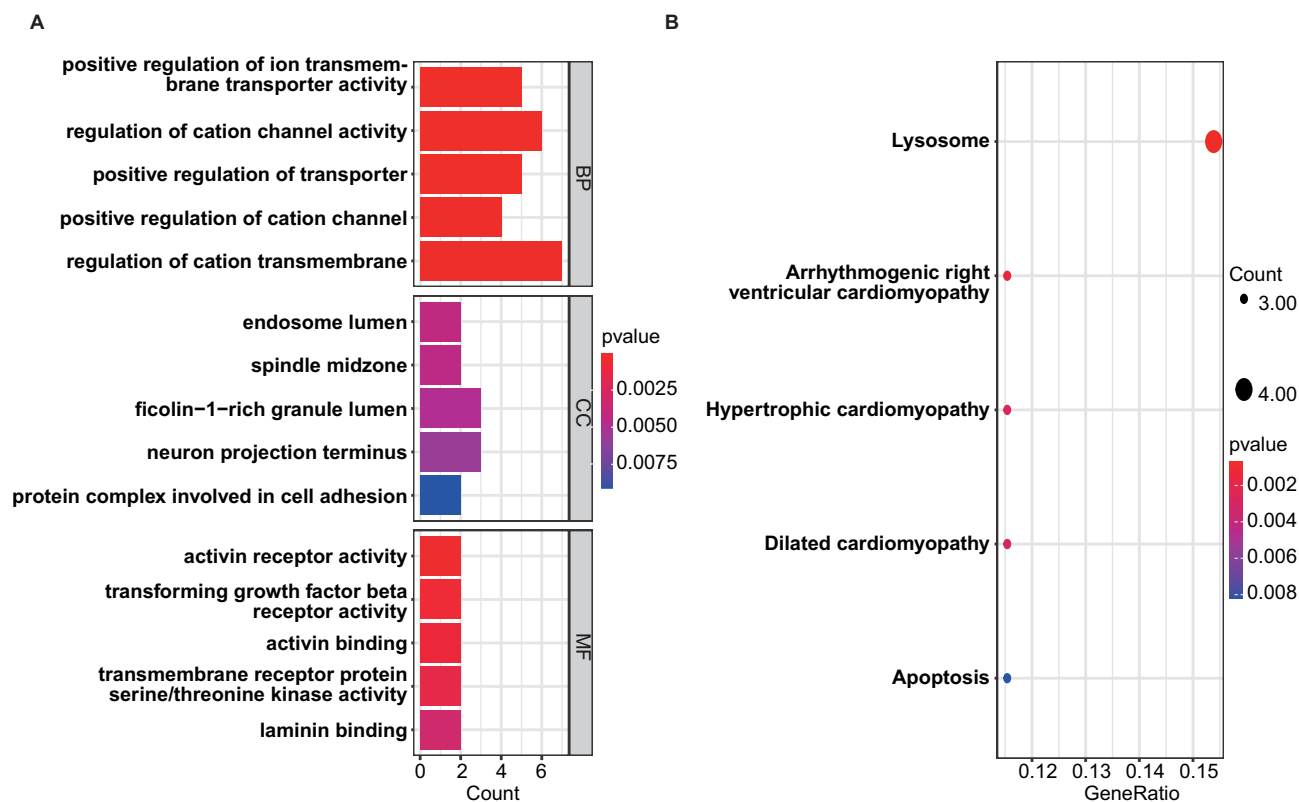 A
positive regulation of ion transmem-
brane transporter activity
regulation of cation channel activity
positive regulation of transporter
positive regulation of cation channel
regulation of cation transmembrane
BP
endosome lumen
spindle midzone
ficolin−1−rich granule lumen
neuron projection terminus
protein complex involved in cell adhesion
CC
activin receptor activity
transforming growth factor beta
receptor activity
activin binding
transmembrane receptor protein
serine/threonine kinase activity
laminin binding
MF
0 2 4 6
Count
pvalue
0.0025
0.0050
0.0075
B
Lysosome
Arrhythmogenic right
ventricular cardiomyopathy
Hypertrophic cardiomyopathy
Dilated cardiomyopathy
Apoptosis
0.12 0.13 0.14 0.15
GeneRatio
Count
3.00
4.00
pvalue
0.002
0.004
0.006
0.008